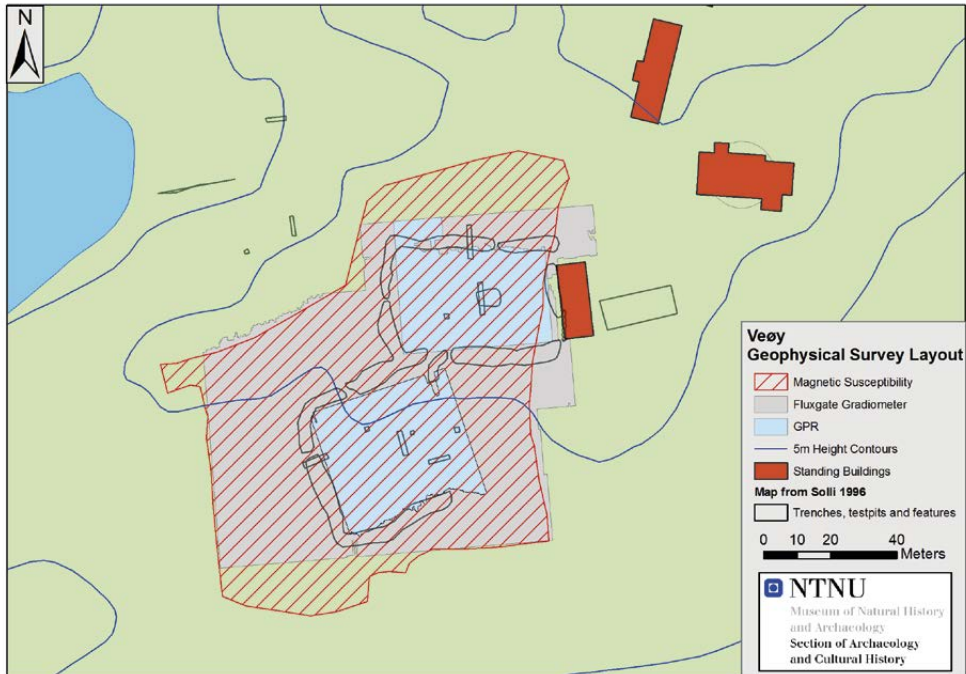 N
Veøy
Geophysical Survey Layout
Magnetic Susceptibility
Fluxgate Gradiometer
GPR
5m Height Contours
Standing Buildings
Map from Solli 1996
Trenches, testpits and features
0 10 20 40
Meters
NTNU
Museum of Natural History
and Archaeology
Section of Archaeology
and Cultural History